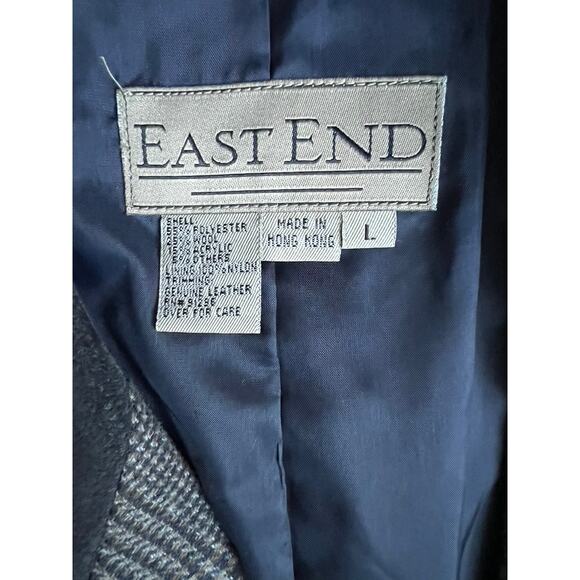 EAST END
SHELL
55% POLYESTER
25% WOOL
15% ACRYLIC
5% OTHERS
LINING 100% NYLON
TRIMMING
GENUINE LEATHER
RN# 91296
OVER FOR CARE
MADE IN
HONG KONG
L